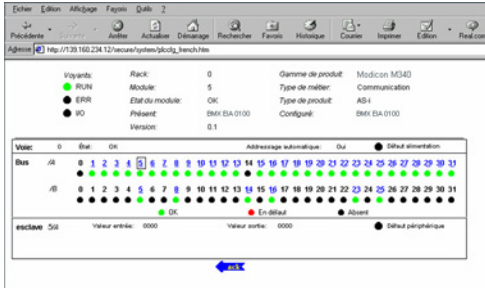 Fichier Edition Affichage Favoris Outils ?
Précédente Suivante Arrêter Actualiser Démarrage Rechercher Favoris Historique Courrier Imprimer Edition Real.com
Adresse http://139.160.234.12/secure/system/plccfg_french.htm
Voyants: Rack: 0 Gamme de produit: Modicon M340
RUN Module: 5 Type de métier: Communication
ERR Etat du module: OK Type de produit: AS-i
I/O Présent: BMX EIA 0100 Configuré: BMX EIA 0100
Version: 0.1
Voie: 0 État: OK Addressage automatique: Oui Défaut alimentation
Bus /A 0 1 2 3 4 5 6 7 8 9 10 11 12 13 14 15 16 17 18 19 20 21 22 23 24 25 26 27 28 29 30 31
/B 0 1 2 3 4 5 6 7 8 9 10 11 12 13 14 15 16 17 18 19 20 21 22 23 24 25 26 27 28 29 30 31
OK En défaut Absent
esclave 5/A Valeur entrée: 0000 Valeur sortie: 0000 Défaut périphérique
ack